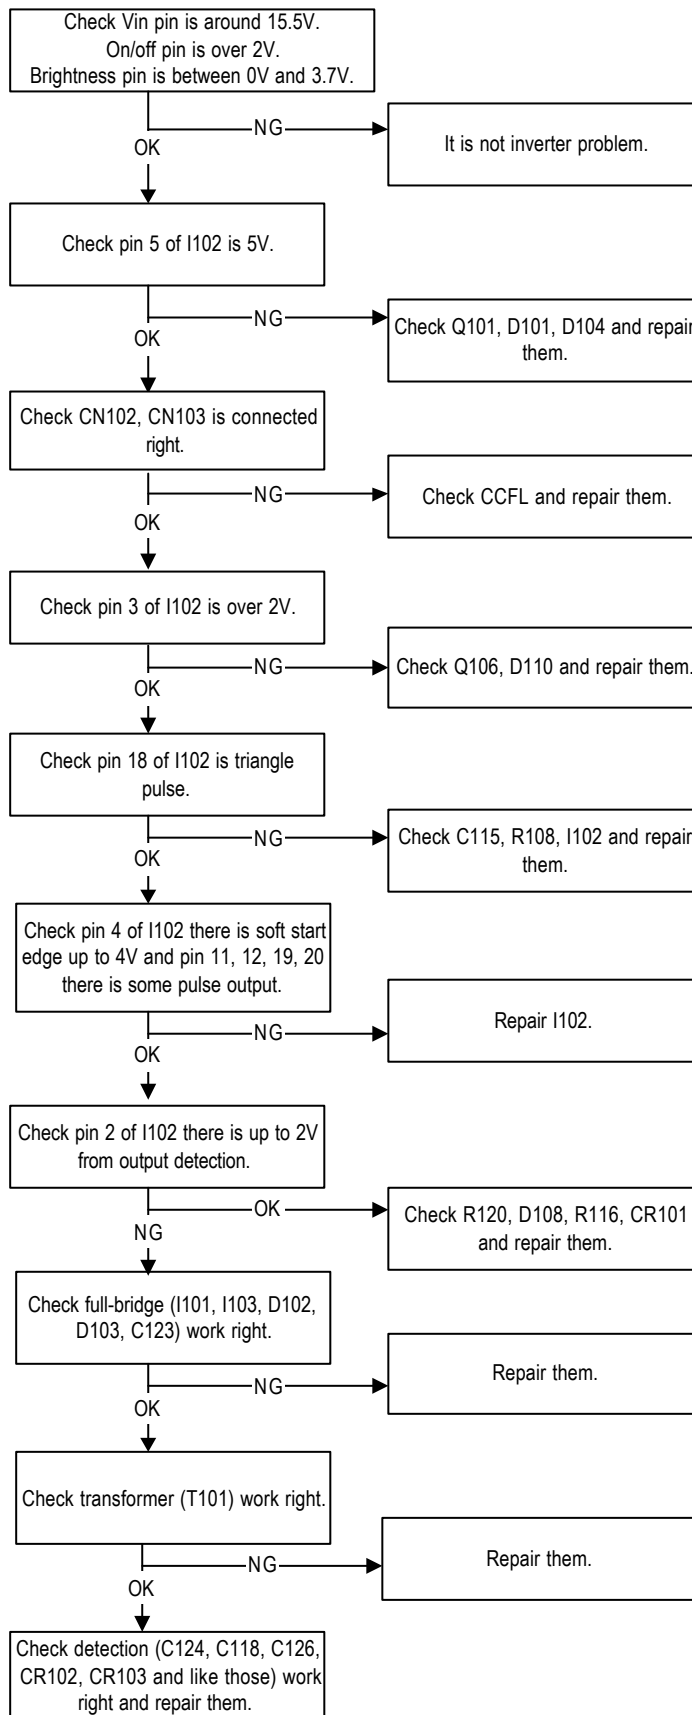 Check Vin pin is around 15.5V.
On/off pin is over 2V.
Brightness pin is between 0V and 3.7V.
NG
It is not inverter problem.
OK
Check pin 5 of I102 is 5V.
NG
Check Q101, D101, D104 and repair
them.
OK
Check CN102, CN103 is connected
right.
NG
Check CCFL and repair them.
OK
Check pin 3 of I102 is over 2V.
NG
Check Q106, D110 and repair them.
OK
Check pin 18 of I102 is triangle
pulse.
NG
Check C115, R108, I102 and repair
them.
OK
Check pin 4 of I102 there is soft start
edge up to 4V and pin 11, 12, 19, 20
there is some pulse output.
NG
Repair I102.
OK
Check pin 2 of I102 there is up to 2V
from output detection.
OK
Check R120, D108, R116, CR101
and repair them.
NG
Check full-bridge (I101, I103, D102,
D103, C123) work right.
NG
Repair them.
OK
Check transformer (T101) work right.
NG
Repair them.
OK
Check detection (C124, C118, C126,
CR102, CR103 and like those) work
right and repair them.